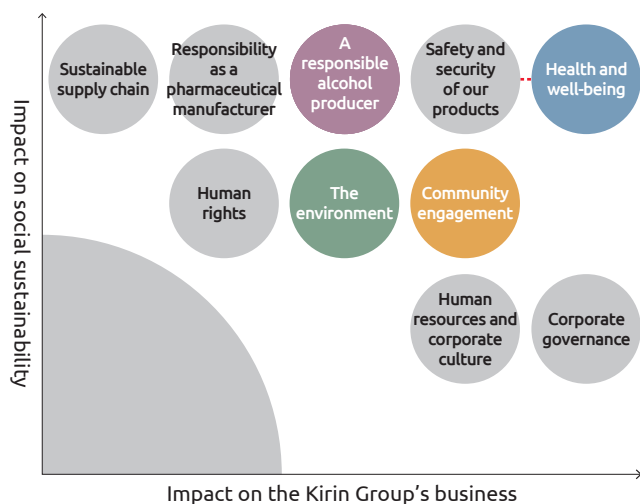 Impact on social sustainability
Sustainable
supply chain
Responsibility
as a
pharmaceutical
manufacturer
A
responsible
alcohol
producer
Safety and
security
of our
products
Health and
well-being
Human
rights
The
environment
Community
engagement
Human
resources and
corporate
culture
Corporate
governance
Impact on the Kirin Group's business